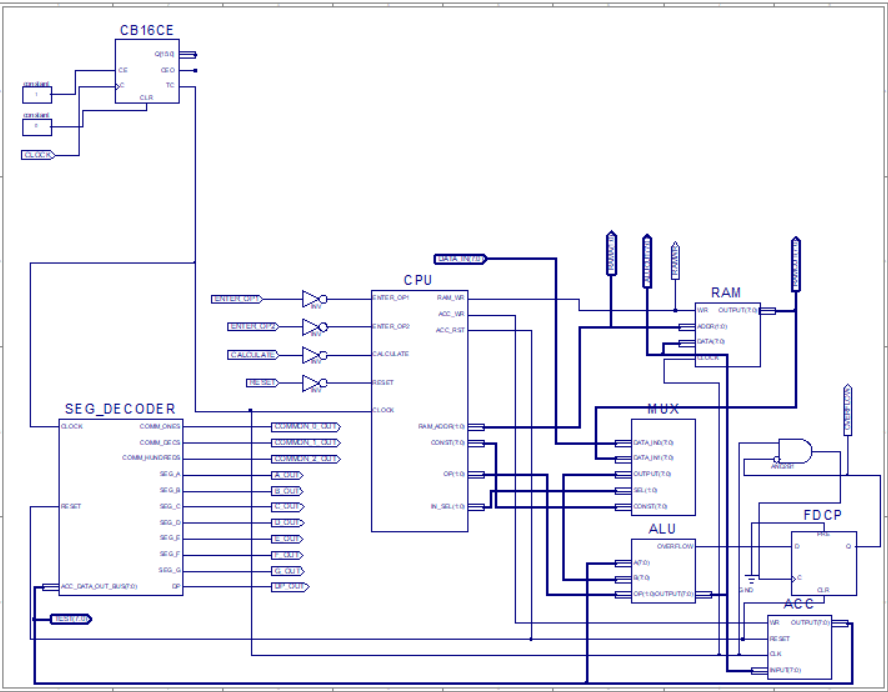 CB16CE
Q(15:0)
CE
CEO
C
TC
CLR
constant
1
constant
0
CLOCK
DATA_IN(7:0)
CPU
ENTER_OP1
INV
ENTER_OP1
RAM_WR
ENTER_OP2
INV
ENTER_OP2
ACC_WR
ACC_RST
CALCULATE
INV
CALCULATE
RESET
INV
RESET
CLOCK
RAM_ADDR(1:0)
CONST(7:0)
OP(1:0)
IN_SEL(1:0)
RAMWR
RAM
WR
OUTPUT(7:0)
ADDR(1:0)
DATA(7:0)
CLOCK
SEG_DECODER
CLOCK
COMM_ONES
COMMON_0_OUT
COMM_DECS
COMMON_1_OUT
COMM_HUNDREDS
COMMON_2_OUT
SEG_A
A_OUT
SEG_B
B_OUT
RESET
SEG_C
C_OUT
SEG_D
D_OUT
SEG_E
E_OUT
SEG_F
F_OUT
SEG_G
G_OUT
ACC_DATA_OUT_BUS(7:0)
DP
DP_OUT
TEST(7:0)
MUX
DATA_IN0(7:0)
DATA_IN1(7:0)
OUTPUT(7:0)
SEL(1:0)
CONST(7:0)
OVERFLOW
AND2B1
ALU
OVERFLOW
A(7:0)
B(7:0)
OP(1:0)
OUTPUT(7:0)
FDCP
PRE
D
Q
C
CLR
GND
ACC
WR
OUTPUT(7:0)
RESET
CLK
INPUT(7:0)